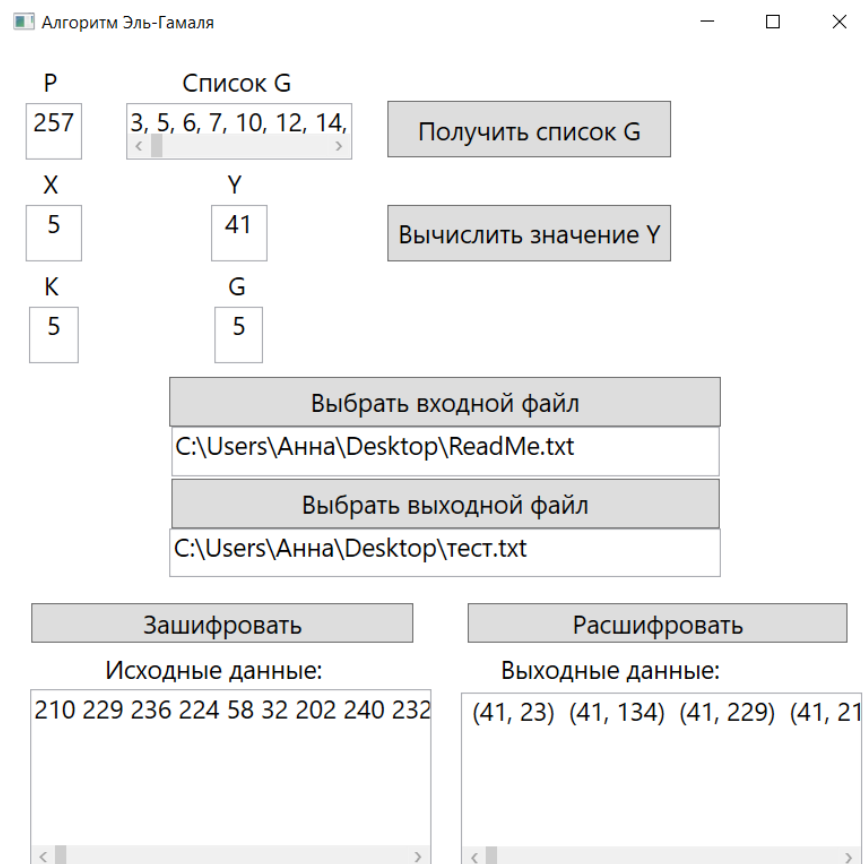 Алгоритм Эль-Гамаля
P Список G
257 3, 5, 6, 7, 10, 12, 14, Получить список G
X Y
5 41 Вычислить значение Y
К G
5 5
Выбрать входной файл
C:\Users\Анна\Desktop\ReadMe.txt
Выбрать выходной файл
C:\Users\Анна\Desktop\тест.txt
Зашифровать Расшифровать
Исходные данные: Выходные данные:
210 229 236 224 58 32 202 240 232 (41, 23) (41, 134) (41, 229) (41, 21